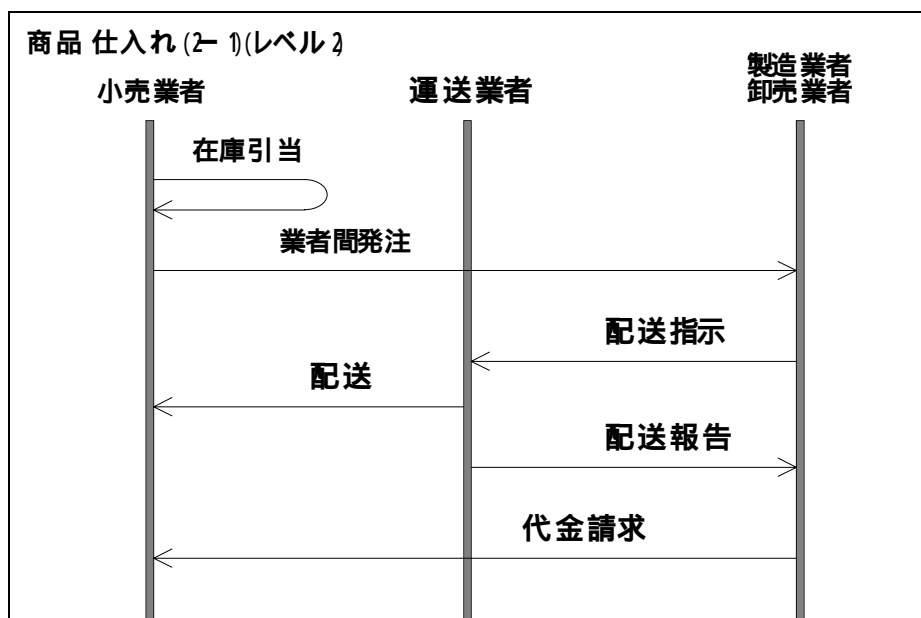 商品仕入れ(2-1)(レベル2)
小売業者
運送業者
製造業者
卸売業者
在庫引当
業者間発注
配送指示
配送
配送報告
代金請求